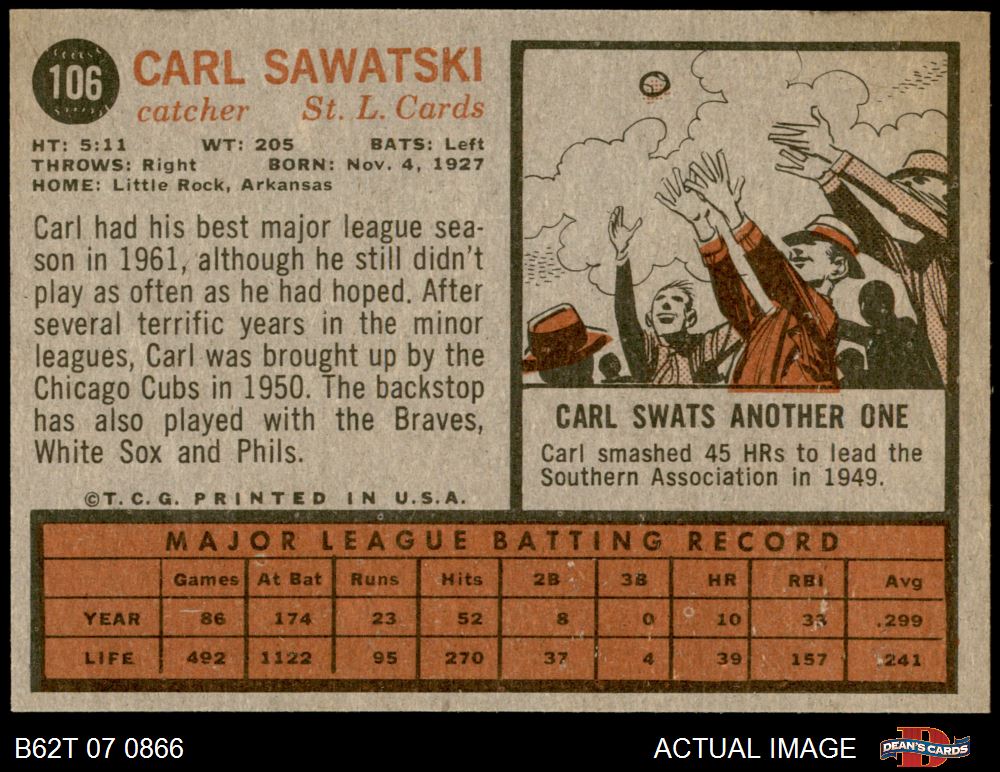 106
CARL SAWATSKI
catcher St. L. Cards
HT: 5:11 WT: 205 BATS: Left
THROWS: Right BORN: Nov. 4, 1927
HOME: Little Rock, Arkansas
Carl had his best major league sea-
son in 1961, although he still didn't
play as often as he had hoped. After
several terrific years in the minor
leagues, Carl was brought up by the
Chicago Cubs in 1950. The backstop
has also played with the Braves,
White Sox and Phils.
©T.C.G. PRINTED IN U.S.A.
CARL SWATS ANOTHER ONE
Carl smashed 45 HRs to lead the
Southern Association in 1949.
MAJOR LEAGUE BATTING RECORD
Games At Bat Runs Hits 2B 3B HR RBI Avg
YEAR 86 174 23 52 8 0 10 33 .299
LIFE 492 1122 95 270 37 4 39 157 .241
B62T 07 0866 ACTUAL IMAGE DEAN'S CARDS